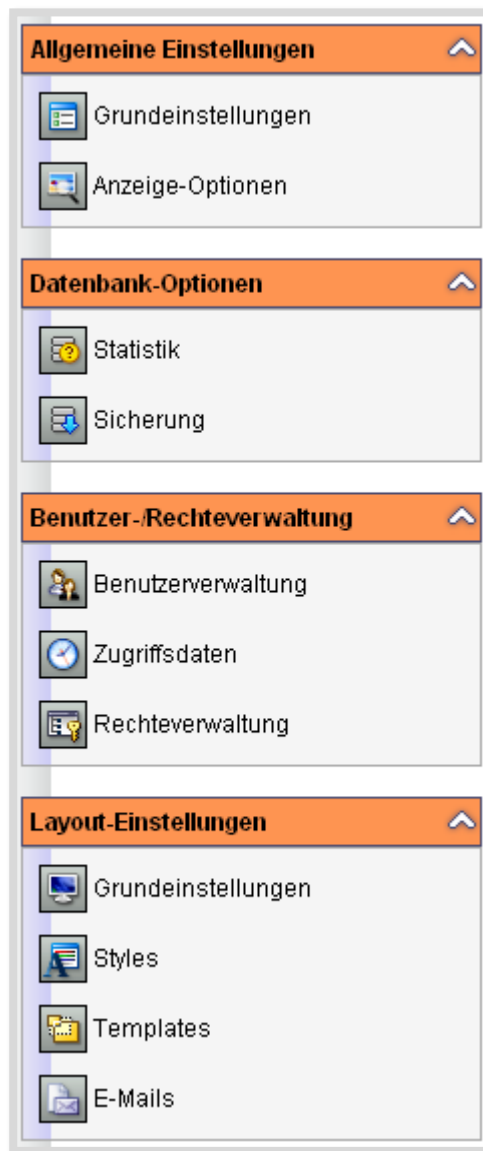 Allgemeine Einstellungen
Grundeinstellungen
Anzeige-Optionen
Datenbank-Optionen
Statistik
Sicherung
Benutzer-/Rechteverwaltung
Benutzerverwaltung
Zugriffsdaten
Rechteverwaltung
Layout-Einstellungen
Grundeinstellungen
Styles
Templates
E-Mails